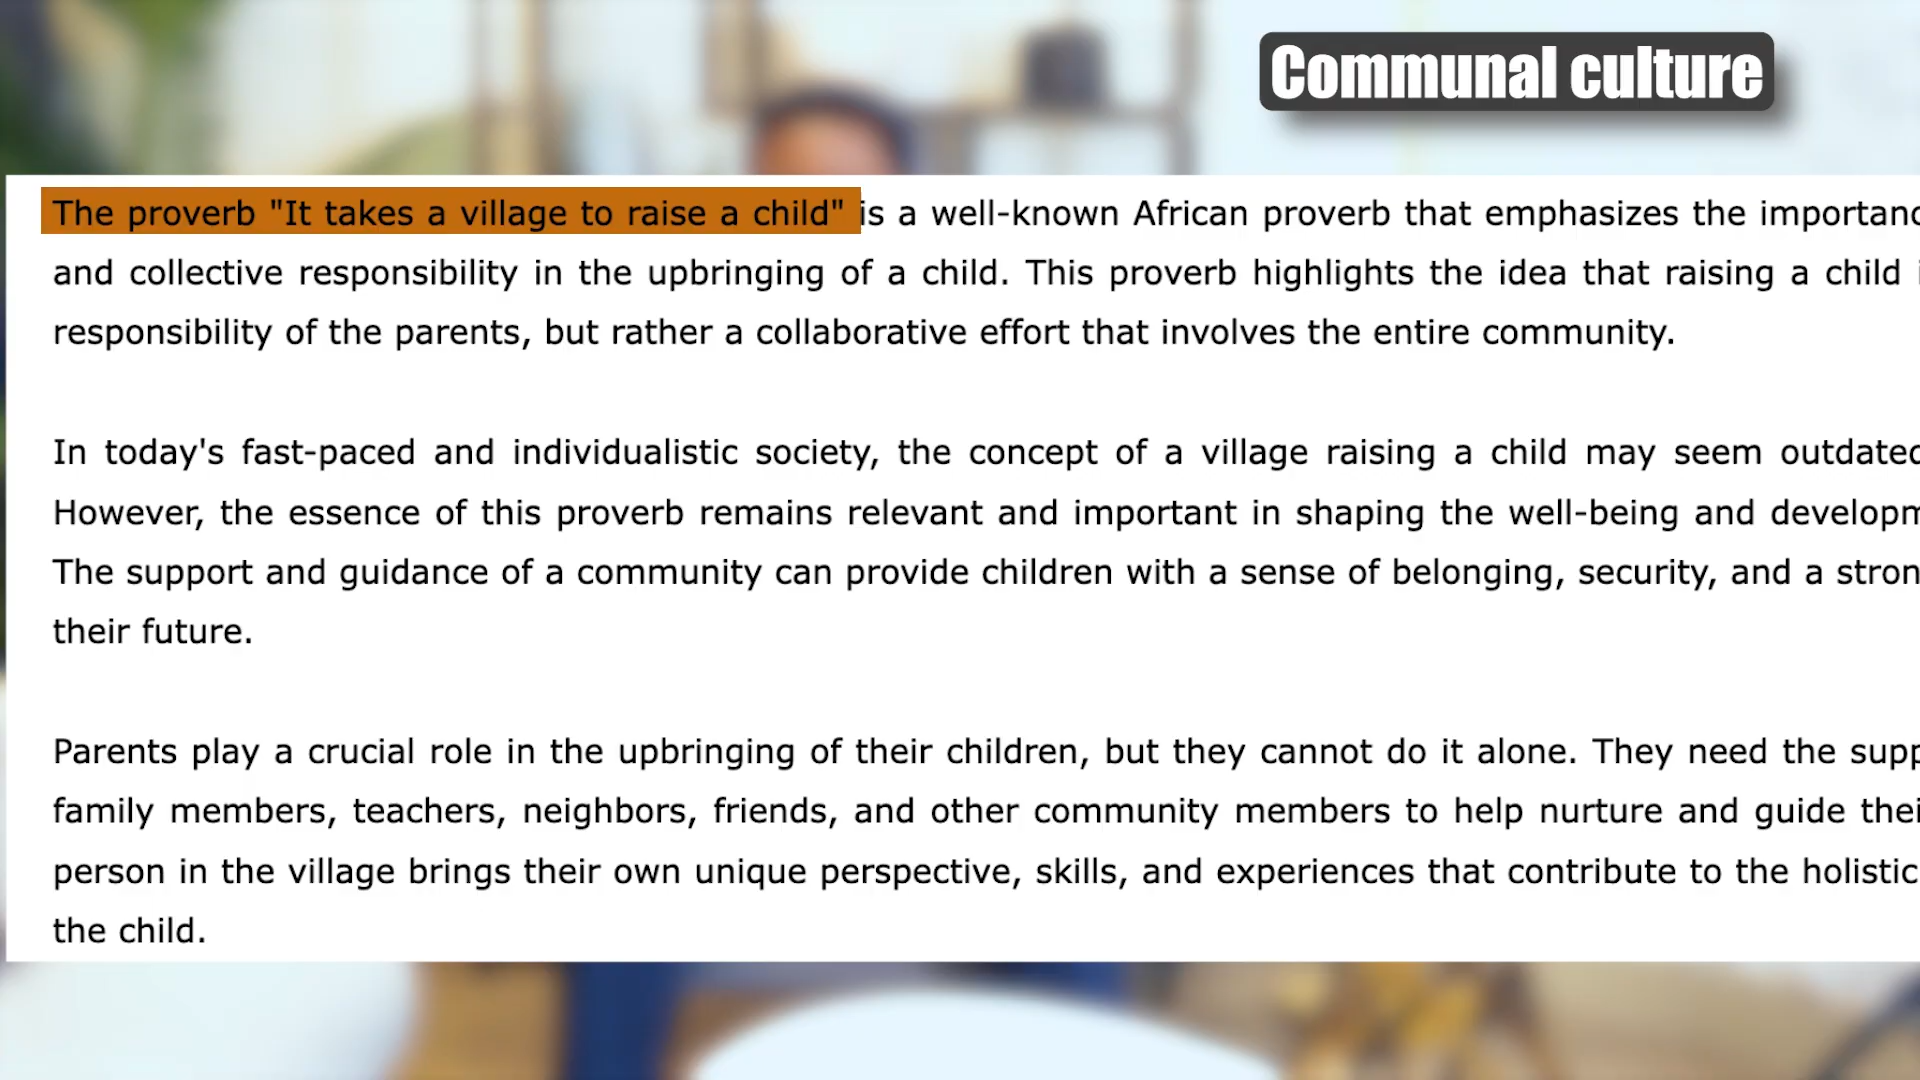 Communal culture
The proverb "It takes a village to raise a child" is a well-known African proverb that emphasizes the
and collective responsibility in the upbringing of a child. This proverb highlights the idea that raising a child
responsibility of the parents, but rather a collaborative effort that involves the entire community.
In today's fast-paced and individualistic society, the concept of a village raising a child may seem
However, the essence of this proverb remains relevant and important in shaping the well-being and
The support and guidance of a community can provide children with a sense of belonging, security, and a
their future.
Parents play a crucial role in the upbringing of their children, but they cannot do it alone. They need the
family members, teachers, neighbors, friends, and other community members to help nurture and guide
person in the village brings their own unique perspective, skills, and experiences that contribute to the holistic
the child.